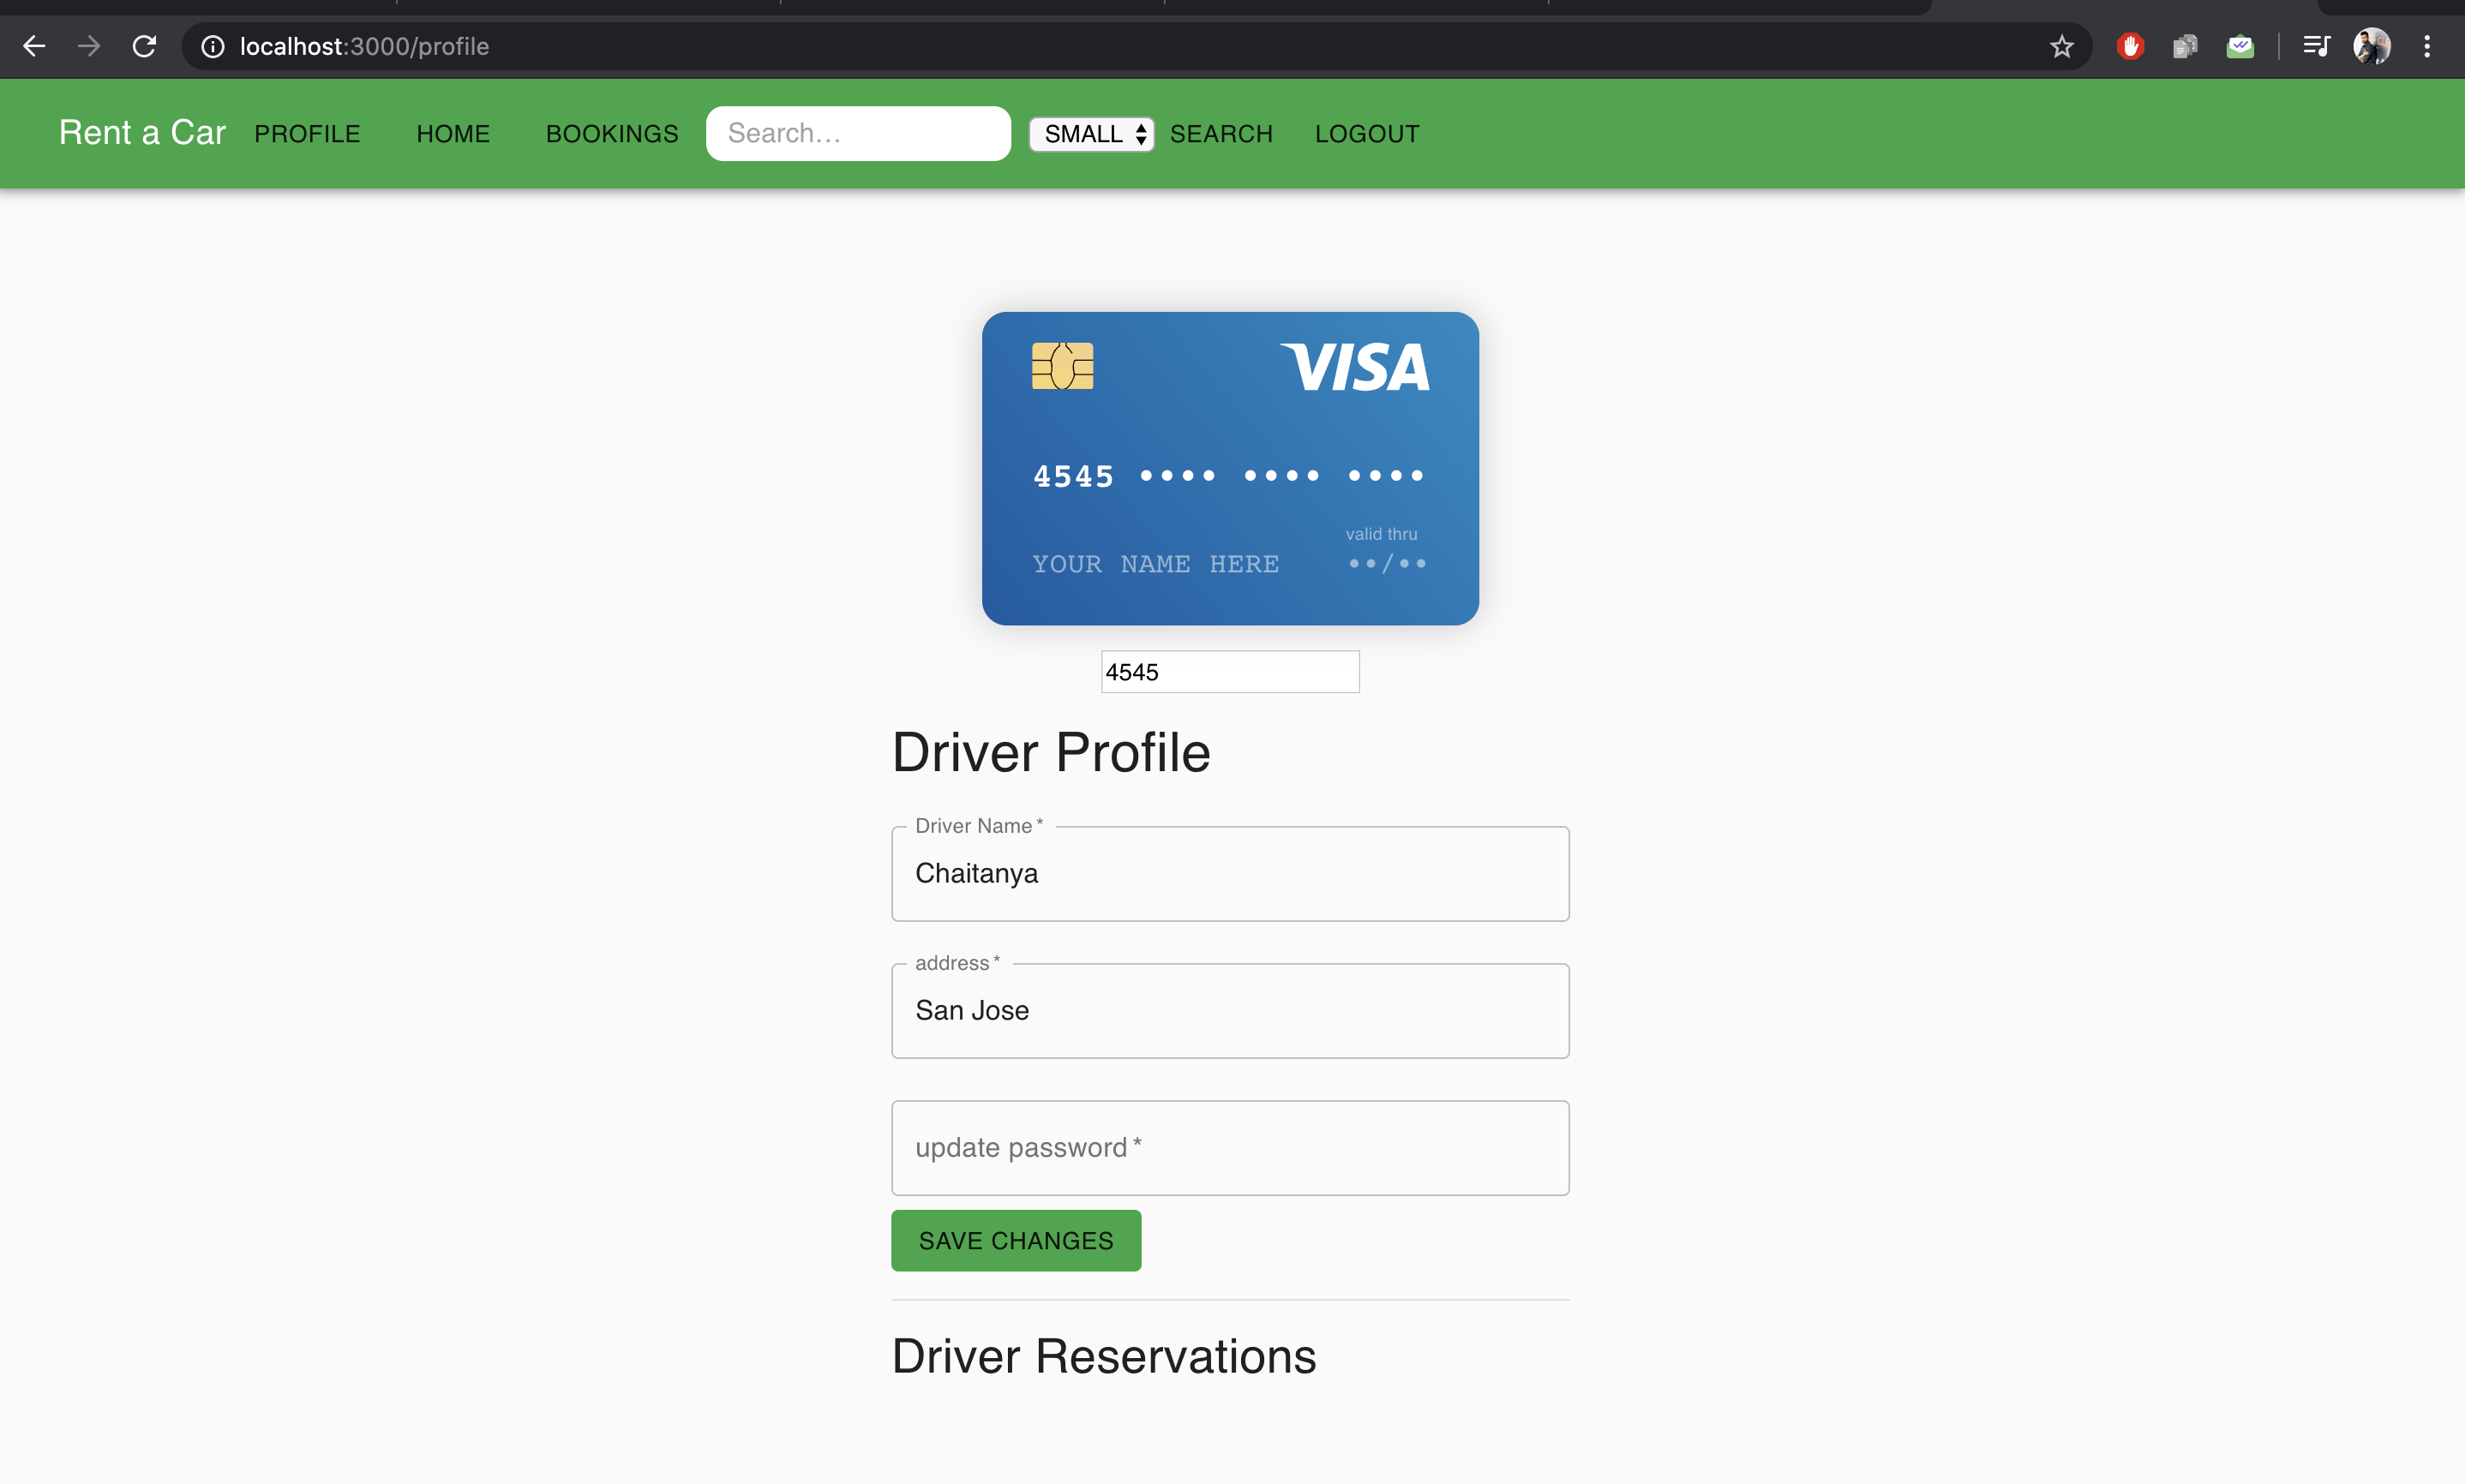 localhost:3000/profile
Rent a Car PROFILE HOME BOOKINGS Search... SMALL SEARCH LOGOUT
VISA
4545 •••• •••• ••••
valid thru
YOUR NAME HERE ••/••
4545
Driver Profile
Driver Name *
Chaitanya
address *
San Jose
update password *
SAVE CHANGES
Driver Reservations